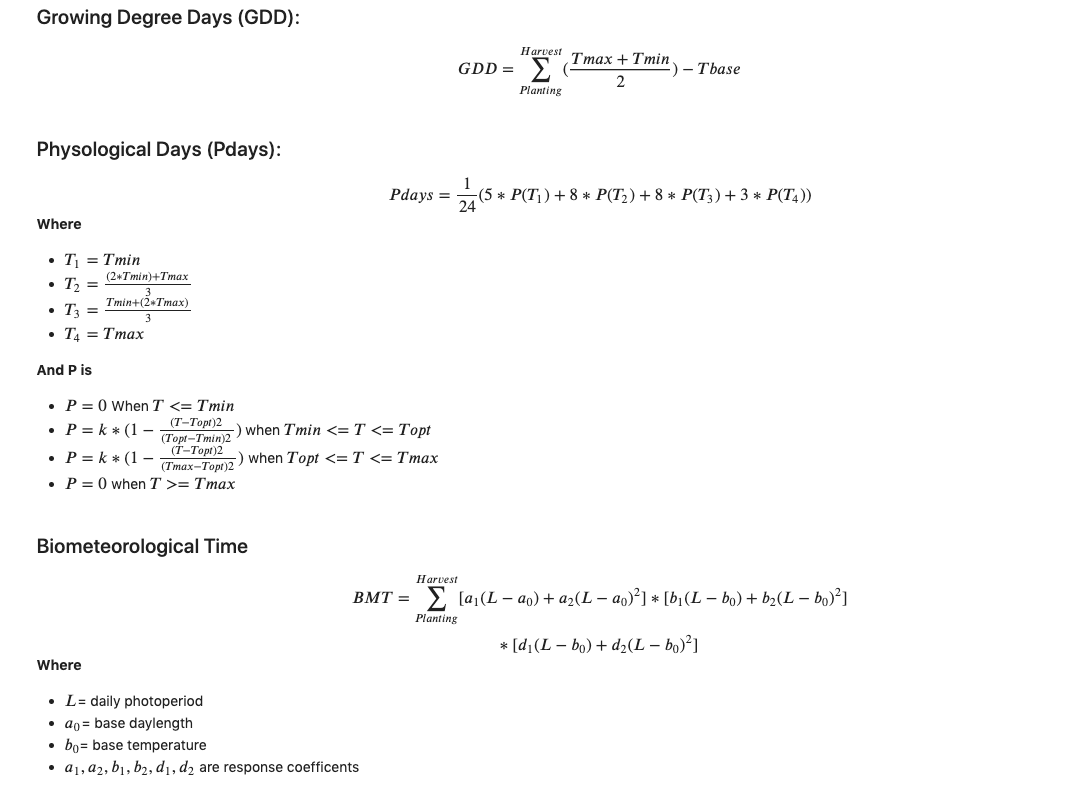 Growing Degree Days (GDD):
GDD = \sum_{Planting}^{Harvest} (\frac{Tmax + Tmin}{2}) − Tbase
Physological Days (Pdays):
Pdays = \frac{1}{24}(5 * P(T_1) + 8 * P(T_2) + 8 * P(T_3) + 3 * P(T_4))
Where
• T_1 = Tmin
• T_2 = \frac{(2*Tmin)+Tmax}{3}
• T_3 = \frac{Tmin+(2*Tmax)}{3}
• T_4 = Tmax
And P is
• P = 0 When T <= Tmin
• P = k * (1 − \frac{(T−Topt)2}{(Topt−Tmin)2}) when Tmin <= T <= Topt
• P = k * (1 − \frac{(T−Topt)2}{(Tmax−Topt)2}) when Topt <= T <= Tmax
• P = 0 when T >= Tmax
Biometeorological Time
BMT = \sum_{Planting}^{Harvest} [a_1(L − a_0) + a_2(L − a_0)^2] * [b_1(L − b_0) + b_2(L − b_0)^2]
* [d_1(L − b_0) + d_2(L − b_0)^2]
Where
• L= daily photoperiod
• a_0= base daylength
• b_0= base temperature
• a_1, a_2, b_1, b_2, d_1, d_2 are response coefficents